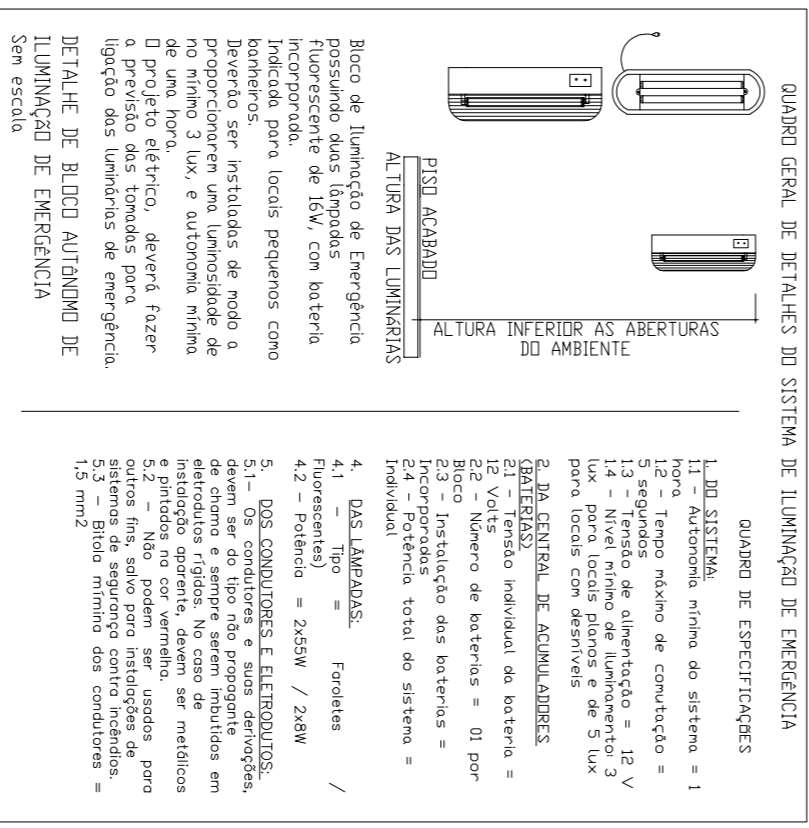 QUADRO GERAL DE DETALHES DO SISTEMA DE ILUMINAÇÃO DE EMERGÊNCIA
PISO ACABADO
ALTURA DAS LUMINÁRIAS
ALTURA INFERIOR AS ABERTURAS
DO AMBIENTE
Bloco de Iluminação de Emergência
possuindo duas lâmpadas
fluorescente de 16W, com bateria
incorporada.
Indicada para locais pequenos como
banheiros.
Deverão ser instaladas de modo a
proporcionarem uma luminosidade de
no mínimo 3 lux, e autonomia mínima
de uma hora.
O projeto elétrico, deverá fazer
a previsão das tomadas para
ligação das luminárias de emergência.
DETALHE DE BLOCO AUTÔNOMO DE
ILUMINAÇÃO DE EMERGÊNCIA
Sem escala
QUADRO DE ESPECIFICAÇÕES
1. DO SISTEMA:
1.1 - Autonomia mínima do sistema = 1
hora
1.2 - Tempo máximo de comutação =
5 segundos
1.3 - Tensão de alimentação = 12 V
1.4 - Nível mínimo de iluminamento: 3
lux para locais planos e de 5 lux
para locais com desníveis
2. DA CENTRAL DE ACUMULADORES
(BATERIAS)
2.1 - Tensão individual da bateria =
12 Volts
2.2 - Número de baterias = 01 por
Bloco
2.3 - Instalação das baterias =
Incorporadas
2.4 - Potência total do sistema =
Individual
4. DAS LÂMPADAS:
4.1 - Tipo = Faroletes /
Fluorescentes)
4.2 - Potência = 2x55W / 2x8W
5. DOS CONDUTORES E ELETRODUTOS:
5.1- Os condutores e suas derivações,
devem ser do tipo não propagante
de chama e sempre serem imbutidos em
eletrodutos rígidos. No caso de
instalação aparente, devem ser metálicos
e pintados na cor vermelha.
5.2 - Não podem ser usados para
outros fins, salvo para instalações de
sistemas de segurança contra incêndios.
5.3 - Bitola mímina dos condutores =
1,5 mm2